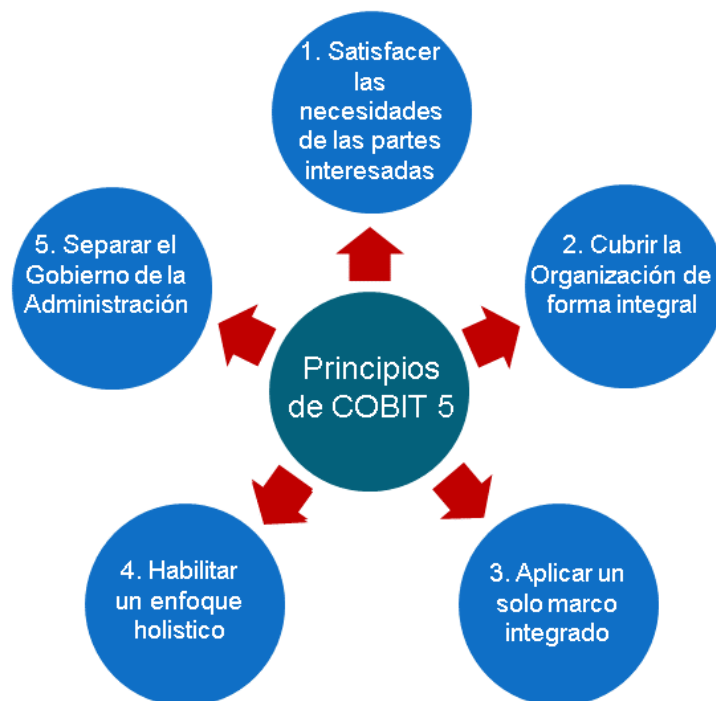 1. Satisfacer
las
necesidades
de las partes
interesadas
5. Separar el
Gobierno de la
Administración
2. Cubrir la
Organización de
forma integral
Principios
de COBIT 5
4. Habilitar
un enfoque
holistico
3. Aplicar un
solo marco
integrado